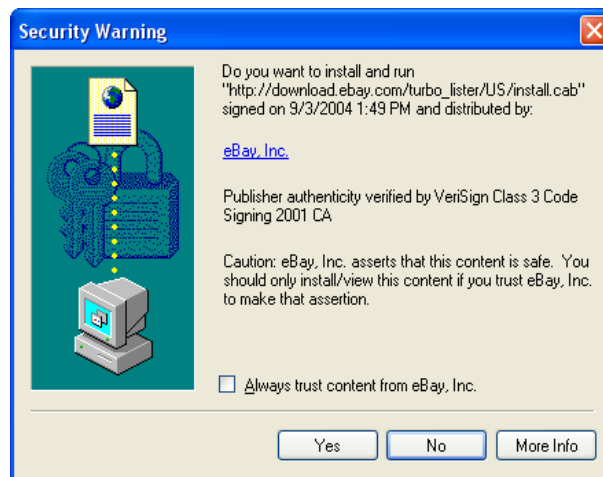 Security Warning
Do you want to install and run
"http://download.ebay.com/turbo_lister/US/install.cab"
signed on 9/3/2004 1:49 PM and distributed by:
eBay, Inc.
Publisher authenticity verified by VeriSign Class 3 Code
Signing 2001 CA
Caution: eBay, Inc. asserts that this content is safe. You
should only install/view this content if you trust eBay, Inc.
to make that assertion.
Always trust content from eBay, Inc.
Yes No More Info